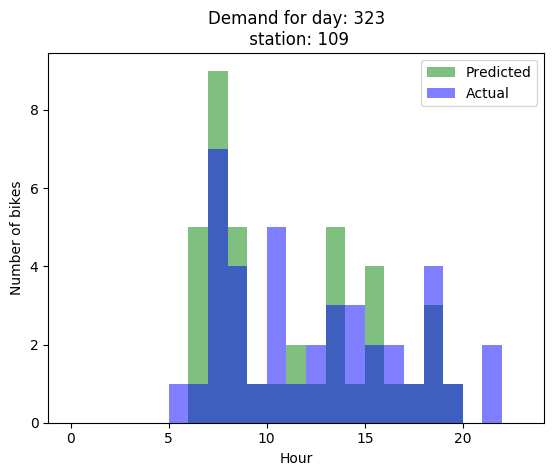 Demand for day: 323
station: 109
Predicted
Actual
Number of bikes
8
6
4
2
0
0 5 10 15 20
Hour